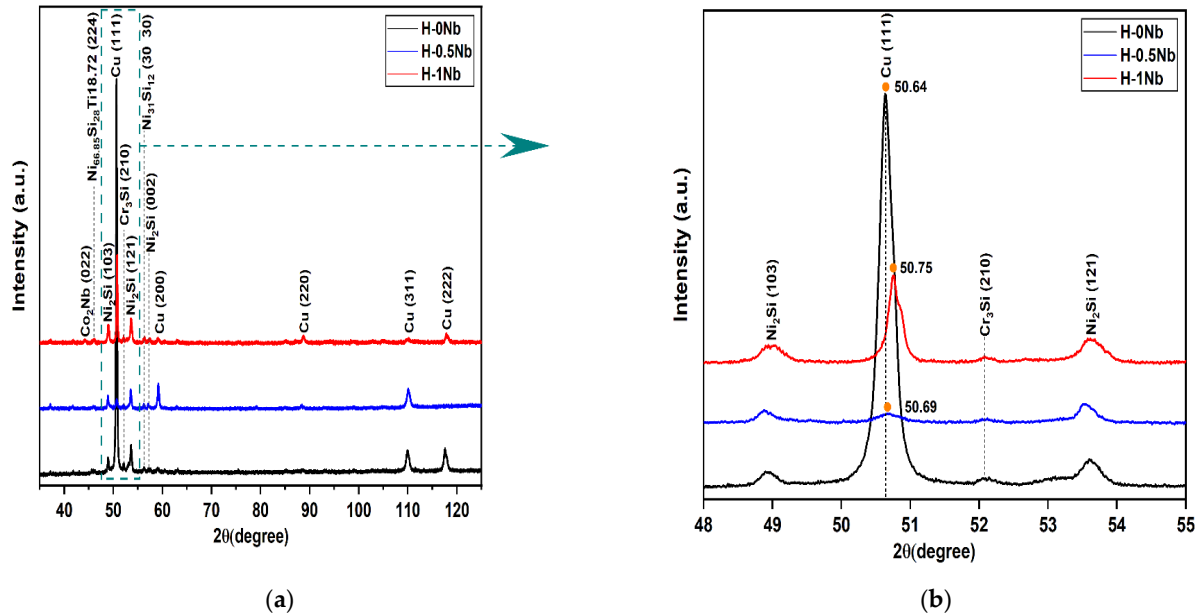 H-0Nb
H-0.5Nb
H-1Nb
Intensity (a.u.)
Co₂Nb (022)
Ni₆₆.₈₅Si₂₈Ti18.72 (224)
Ni₂Si (103)
Cu (111)
Cr₃Si (210)
Ni₂Si (121)
Ni₃₁Si₁₂ (30 30)
Ni₂Si (002)
Cu (200)
Cu (220)
Cu (311)
Cu (222)
40 50 60 70 80 90 100 110 120
2θ(degree)
(a)
H-0Nb
H-0.5Nb
H-1Nb
Intensity (a.u.)
Ni₂Si (103)
Cu (111)
50.64
50.75
50.69
Cr₃Si (210)
Ni₂Si (121)
48 49 50 51 52 53 54 55
2θ(degree)
(b)